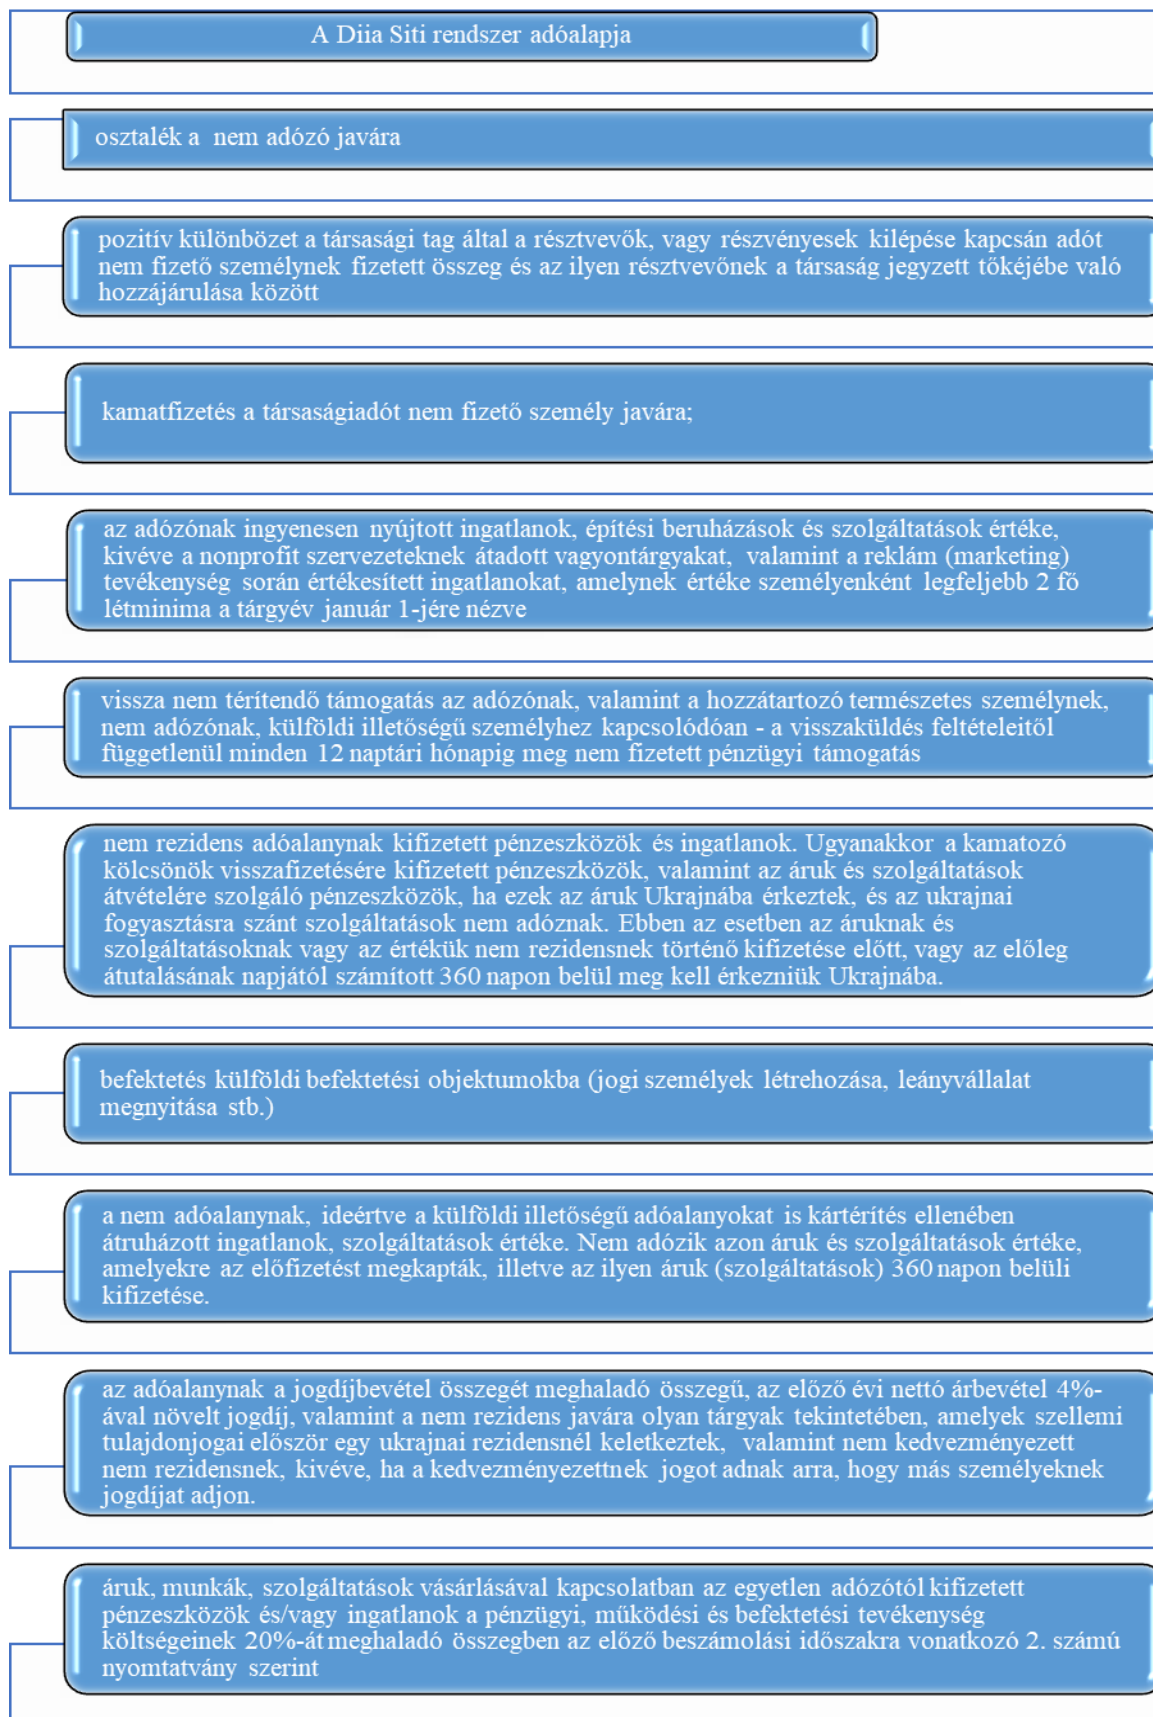 A Diia Siti rendszer adóalapja
osztalék a nem adózó javára
pozitív különbözet a társasági tag által a résztvevők, vagy részvényesek kilépése kapcsán adót
nem fizető személynek fizetett összeg és az ilyen résztvevőnek a társaság jegyzett tőkéjébe való
hozzájárulása között
kamatfizetés a társaságiadót nem fizető személy javára;
az adózónak ingyenesen nyújtott ingatlanok, építési beruházások és szolgáltatások értéke,
kivéve a nonprofit szervezeteknek átadott vagyontárgyakat, valamint a reklám (marketing)
tevékenység során értékesített ingatlanokat, amelynek értéke személyenként legfeljebb 2 fő
létminima a tárgyév január 1-jére nézve
vissza nem térítendő támogatás az adózónak, valamint a hozzátartozó természetes személynek,
nem adózónak, külföldi illetőségű személyhez kapcsolódóan - a visszaküldés feltételeitől
függetlenül minden 12 naptári hónapig meg nem fizetett pénzügyi támogatás
nem rezidens adóalanynak kifizetett pénzeszközök és ingatlanok. Ugyanakkor a kamatozó
kölcsönök visszafizetésére kifizetett pénzeszközök, valamint az áruk és szolgáltatások
átvételére szolgáló pénzeszközök, ha ezek az áruk Ukrajnába érkeztek, és az ukrajnai
fogyasztásra szánt szolgáltatások nem adóznak. Ebben az esetben az áruknak és
szolgáltatásoknak vagy az értékük nem rezidensnek történő kifizetése előtt, vagy az előleg
átutalásának napjától számított 360 napon belül meg kell érkezniük Ukrajnába.
befektetés külföldi befektetési objektumokba (jogi személyek létrehozása, leányvállalat
megnyitása stb.)
a nem adóalanynak, ideértve a külföldi illetőségű adóalanyokat is kártérítés ellenében
átruházott ingatlanok, szolgáltatások értéke. Nem adózik azon áruk és szolgáltatások értéke,
amelyekre az előfizetést megkapták, illetve az ilyen áruk (szolgáltatások) 360 napon belüli
kifizetése.
az adóalanynak a jogdíjbevétel összegét meghaladó összegű, az előző évi nettó árbevétel 4%-
ával növelt jogdíj, valamint a nem rezidens javára olyan tárgyak tekintetében, amelyek szellemi
tulajdonjogai először egy ukrajnai rezidensnél keletkeztek, valamint nem kedvezményezett
nem rezidensnek, kivéve, ha a kedvezményezettnek jogot adnak arra, hogy más személyeknek
jogdíjat adjon.
áruk, munkák, szolgáltatások vásárlásával kapcsolatban az egyetlen adózótól kifizetett
pénzeszközök és/vagy ingatlanok a pénzügyi, működési és befektetési tevékenység
költségeinek 20%-át meghaladó összegben az előző beszámolási időszakra vonatkozó 2. számú
nyomtatvány szerint